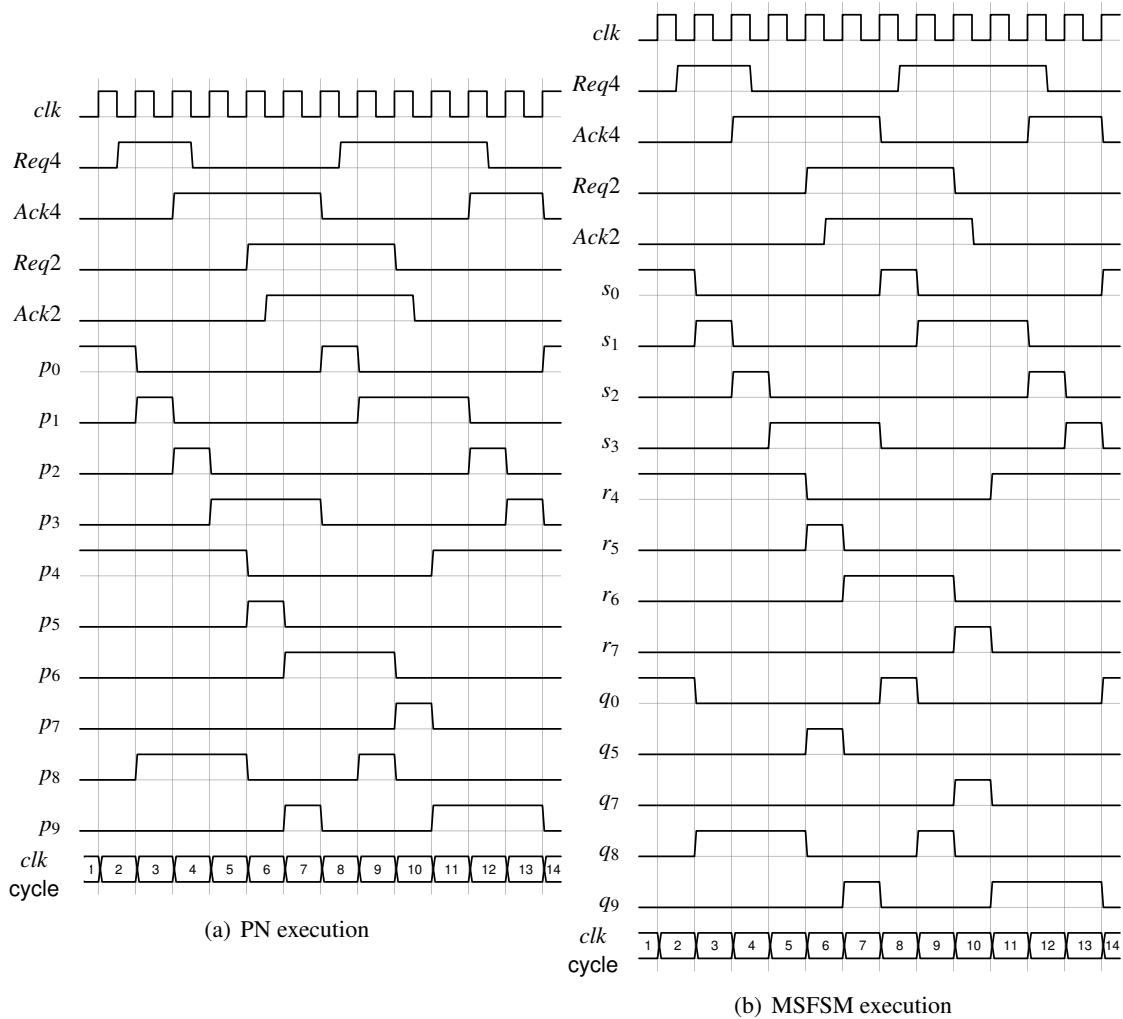 clk
Req4
Ack4
Req2
Ack2
p0
p1
p2
p3
p4
p5
p6
p7
p8
p9
clk 1 2 3 4 5 6 7 8 9 10 11 12 13 14
cycle
(a) PN execution
clk
Req4
Ack4
Req2
Ack2
s0
s1
s2
s3
r4
r5
r6
r7
q0
q5
q7
q8
q9
clk 1 2 3 4 5 6 7 8 9 10 11 12 13 14
cycle
(b) MSFSM execution